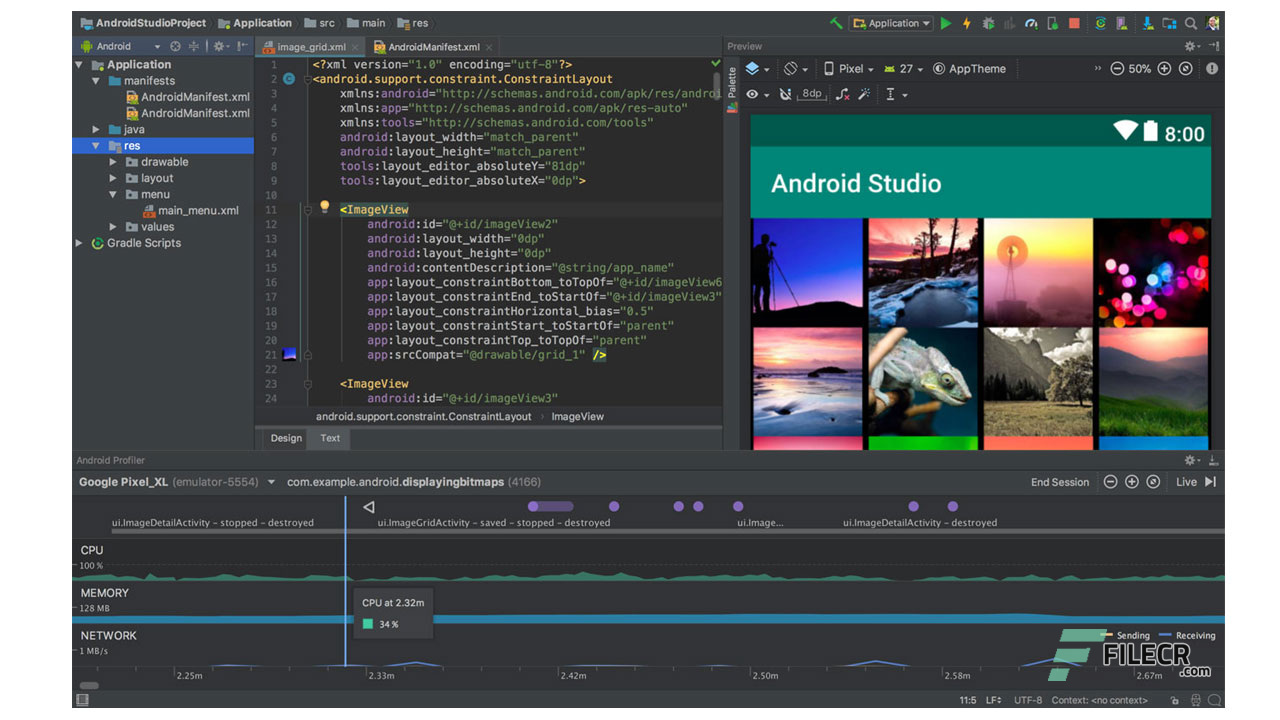 AndroidStudioProject Application src main res Application
Android image_grid.xml AndroidManifest.xml Preview
Application
manifests
AndroidManifest.xml
AndroidManifest.xml
java
res
drawable
layout
menu
main_menu.xml
values
Gradle Scripts
1 <?xml version="1.0" encoding="utf-8"?>
2 <android.support.constraint.ConstraintLayout
3 xmlns:android="http://schemas.android.com/apk/res/androi
4 xmlns:app="http://schemas.android.com/apk/res-auto"
5 xmlns:tools="http://schemas.android.com/tools"
6 android:layout_width="match_parent"
7 android:layout_height="match_parent"
8 tools:layout_editor_absoluteY="81dp"
9 tools:layout_editor_absoluteX="0dp">
10
11 <ImageView
12 android:id="@+id/imageView2"
13 android:layout_width="0dp"
14 android:layout_height="0dp"
15 android:contentDescription="@string/app_name"
16 app:layout_constraintBottom_toTopOf="@+id/imageView6
17 app:layout_constraintEnd_toStartOf="@+id/imageView3"
18 app:layout_constraintHorizontal_bias="0.5"
19 app:layout_constraintStart_toStartOf="parent"
20 app:layout_constraintTop_toTopOf="parent"
21 app:srcCompat="@drawable/grid_1" />
22
23 <ImageView
24 android:id="@+id/imageView3"
android.support.constraint.ConstraintLayout › ImageView
Design Text
Palette
Pixel 27 AppTheme » 50%
8dp
8:00
Android Studio
Android Profiler
Google Pixel_XL (emulator-5554) com.example.android.displayingbitmaps (4166) End Session Live
ui.ImageDetailActivity – stopped – destroyed ui.ImageGridActivity – saved – stopped – destroyed ui.Image... ui.ImageDetailActivity – destroyed
CPU
100 %
MEMORY
128 MB
CPU at 2.32m
34 %
NETWORK
1 MB/s
Sending Receiving
FILECR
.com
2.25m 2.33m 2.42m 2.50m 2.58m 2.67m
11:5 LF UTF-8 Context: <no context>